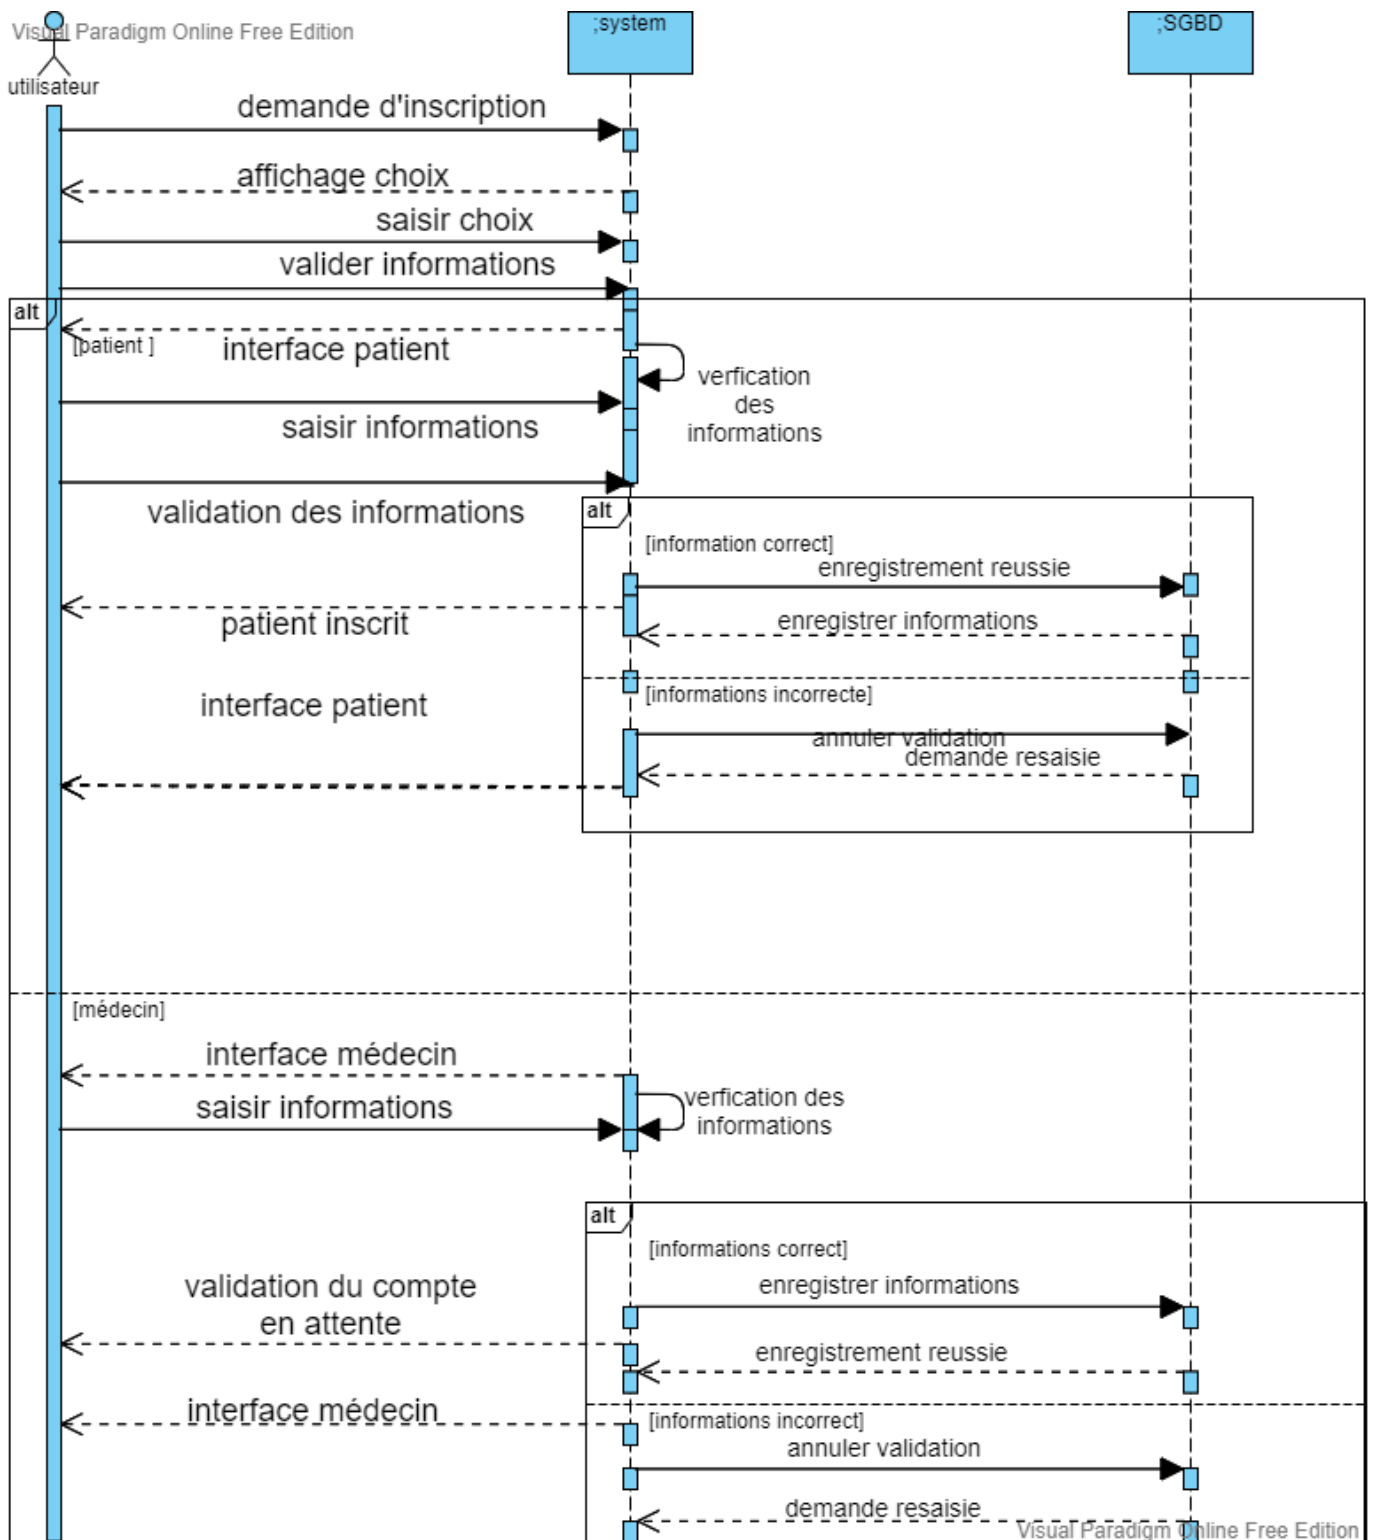 Visual Paradigm Online Free Edition
;system
;SGBD
utilisateur
demande d'inscription
affichage choix
saisir choix
valider informations
alt
[patient ]
interface patient
verfication
des
informations
saisir informations
validation des informations
alt
[information correct]
enregistrement reussie
patient inscrit
enregistrer informations
interface patient
[informations incorrecte]
annuler validation
demande resaisie
[médecin]
interface médecin
saisir informations
verfication des
informations
alt
[informations correct]
validation du compte
en attente
enregistrer informations
enregistrement reussie
interface médecin
[informations incorrect]
annuler validation
demande resaisie
Visual Paradigm Online Free Edition